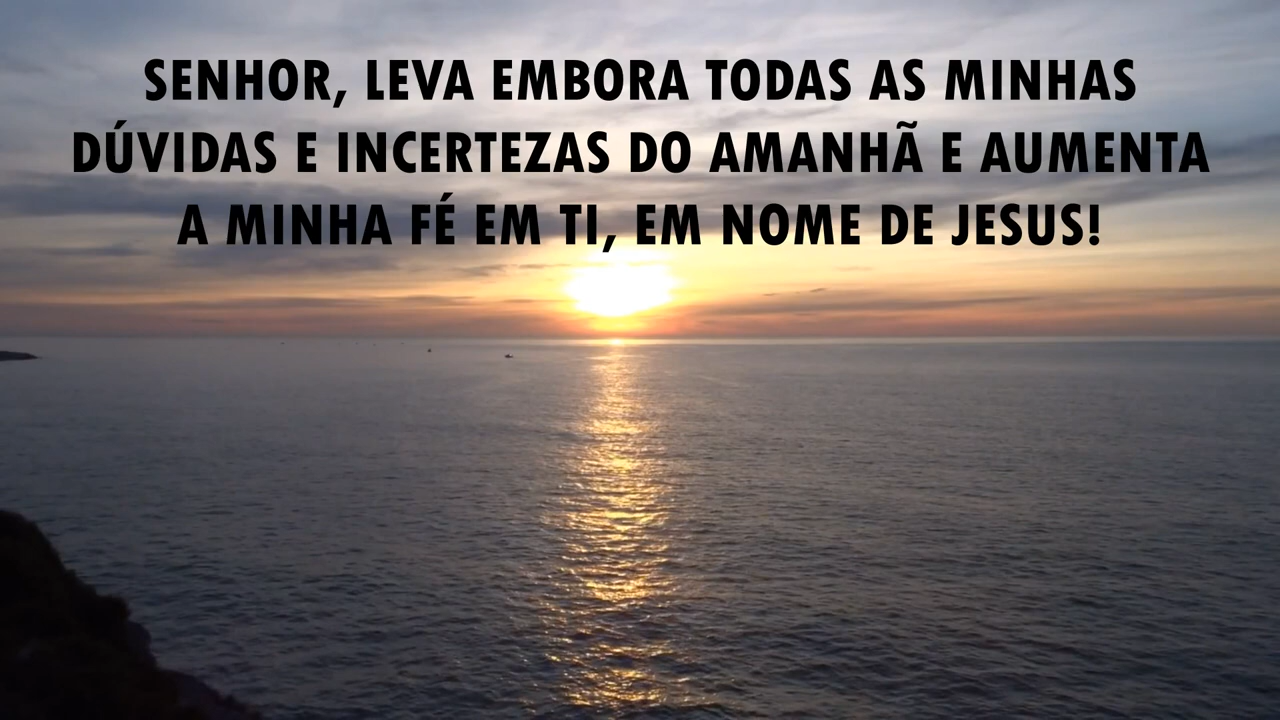 SENHOR, LEVA EMBORA TODAS AS MINHAS
DÚVIDAS E INCERTEZAS DO AMANHÃ E AUMENTA
A MINHA FÉ EM TI, EM NOME DE JESUS!